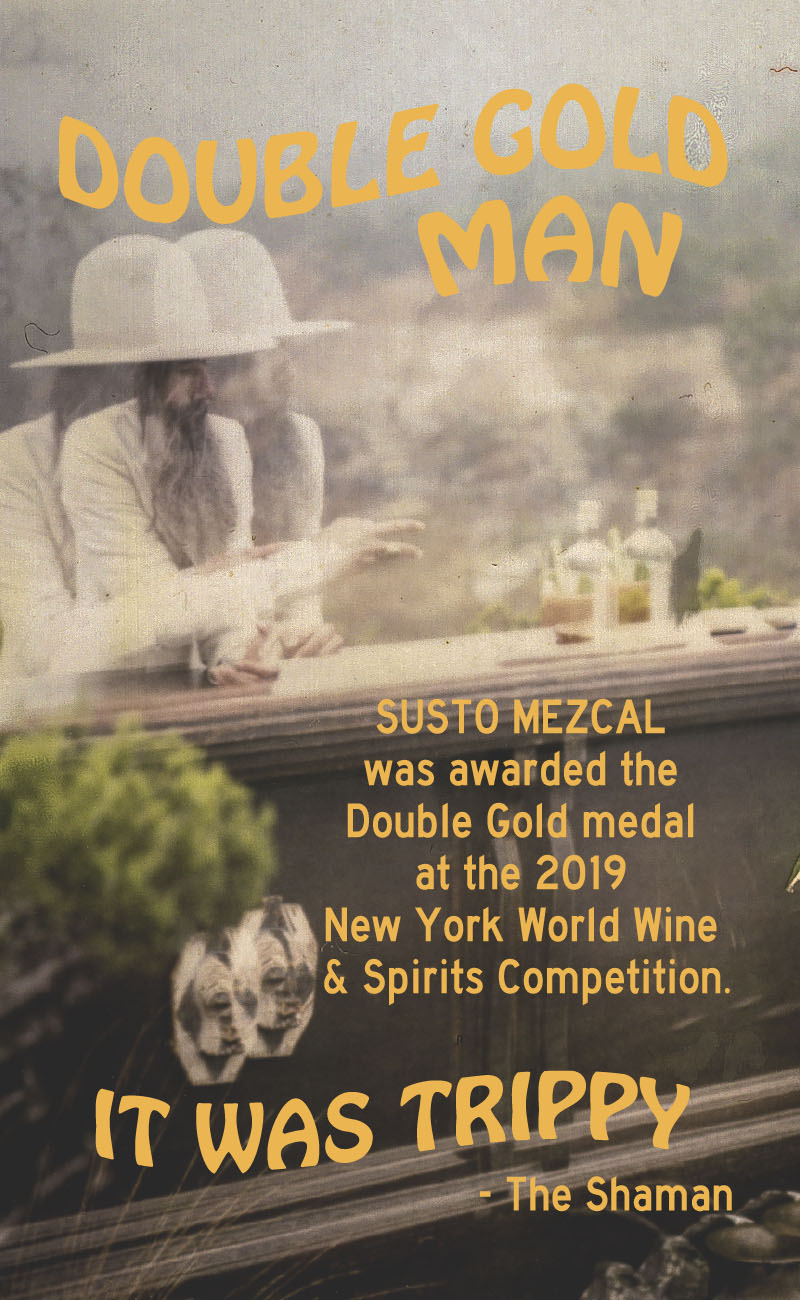 DOUBLE GOLD
MAN
SUSTO MEZCAL
was awarded the
Double Gold medal
at the 2019
New York World Wine
& Spirits Competition.
IT WAS TRIPPY
- The Shaman